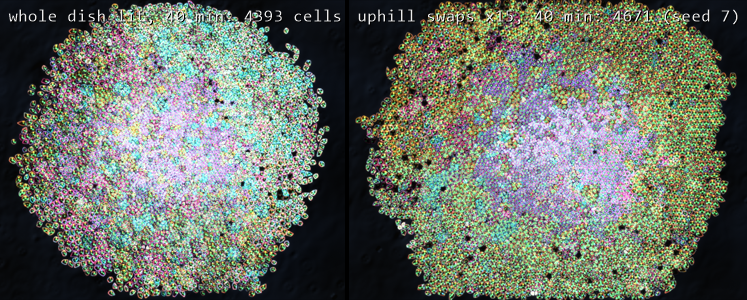 whole dish lit, 40 min: 4393 cells
uphill swaps x15, 40 min: 4671 (seed 7)